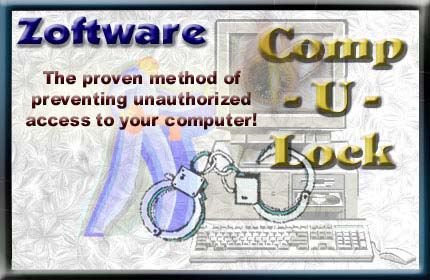 Zoftware
The proven method of
preventing unauthorized
access to your computer!
Comp
- U -
Lock